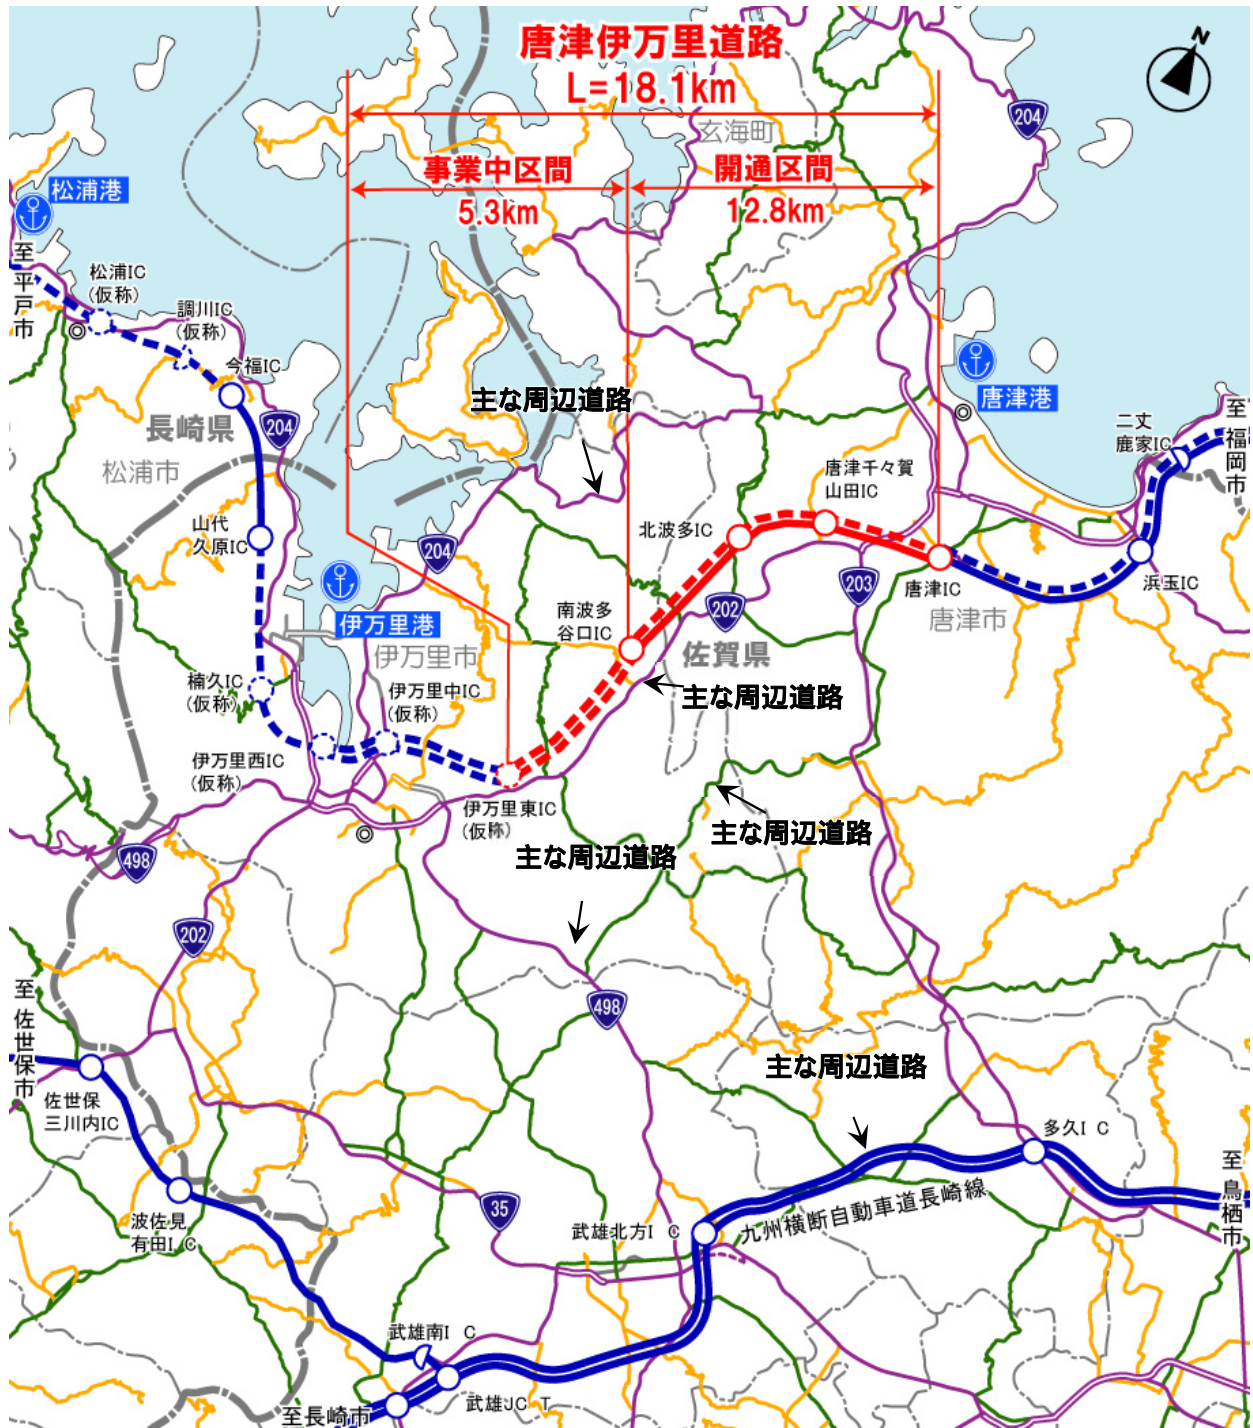 唐津伊万里道路
L=18.1km
N
204
玄海町
事業中区間
5.3km
開通区間
12.8km
松浦港
至
平
戸
市
松浦IC
(仮称)
調川IC
(仮称)
今福IC
長崎県
204
松浦市
主な周辺道路
唐津港
二丈
鹿家IC
至
福
岡
市
唐津千々賀
山田IC
北波多IC
山代
久原IC
204
伊万里港
伊万里市
南波多
谷口IC
202
203
唐津IC
浜玉IC
唐津市
佐賀県
主な周辺道路
楠久IC
(仮称)
伊万里中IC
(仮称)
伊万里西IC
(仮称)
伊万里東IC
(仮称)
主な周辺道路
主な周辺道路
498
202
498
至
佐
世
保
市
佐世保
三川内IC
主な周辺道路
多久I C
至
鳥
栖
市
35
波佐見
有田I C
武雄北方I C
九州横断自動車道長崎線
武雄南I C
武雄JC T
至長崎市